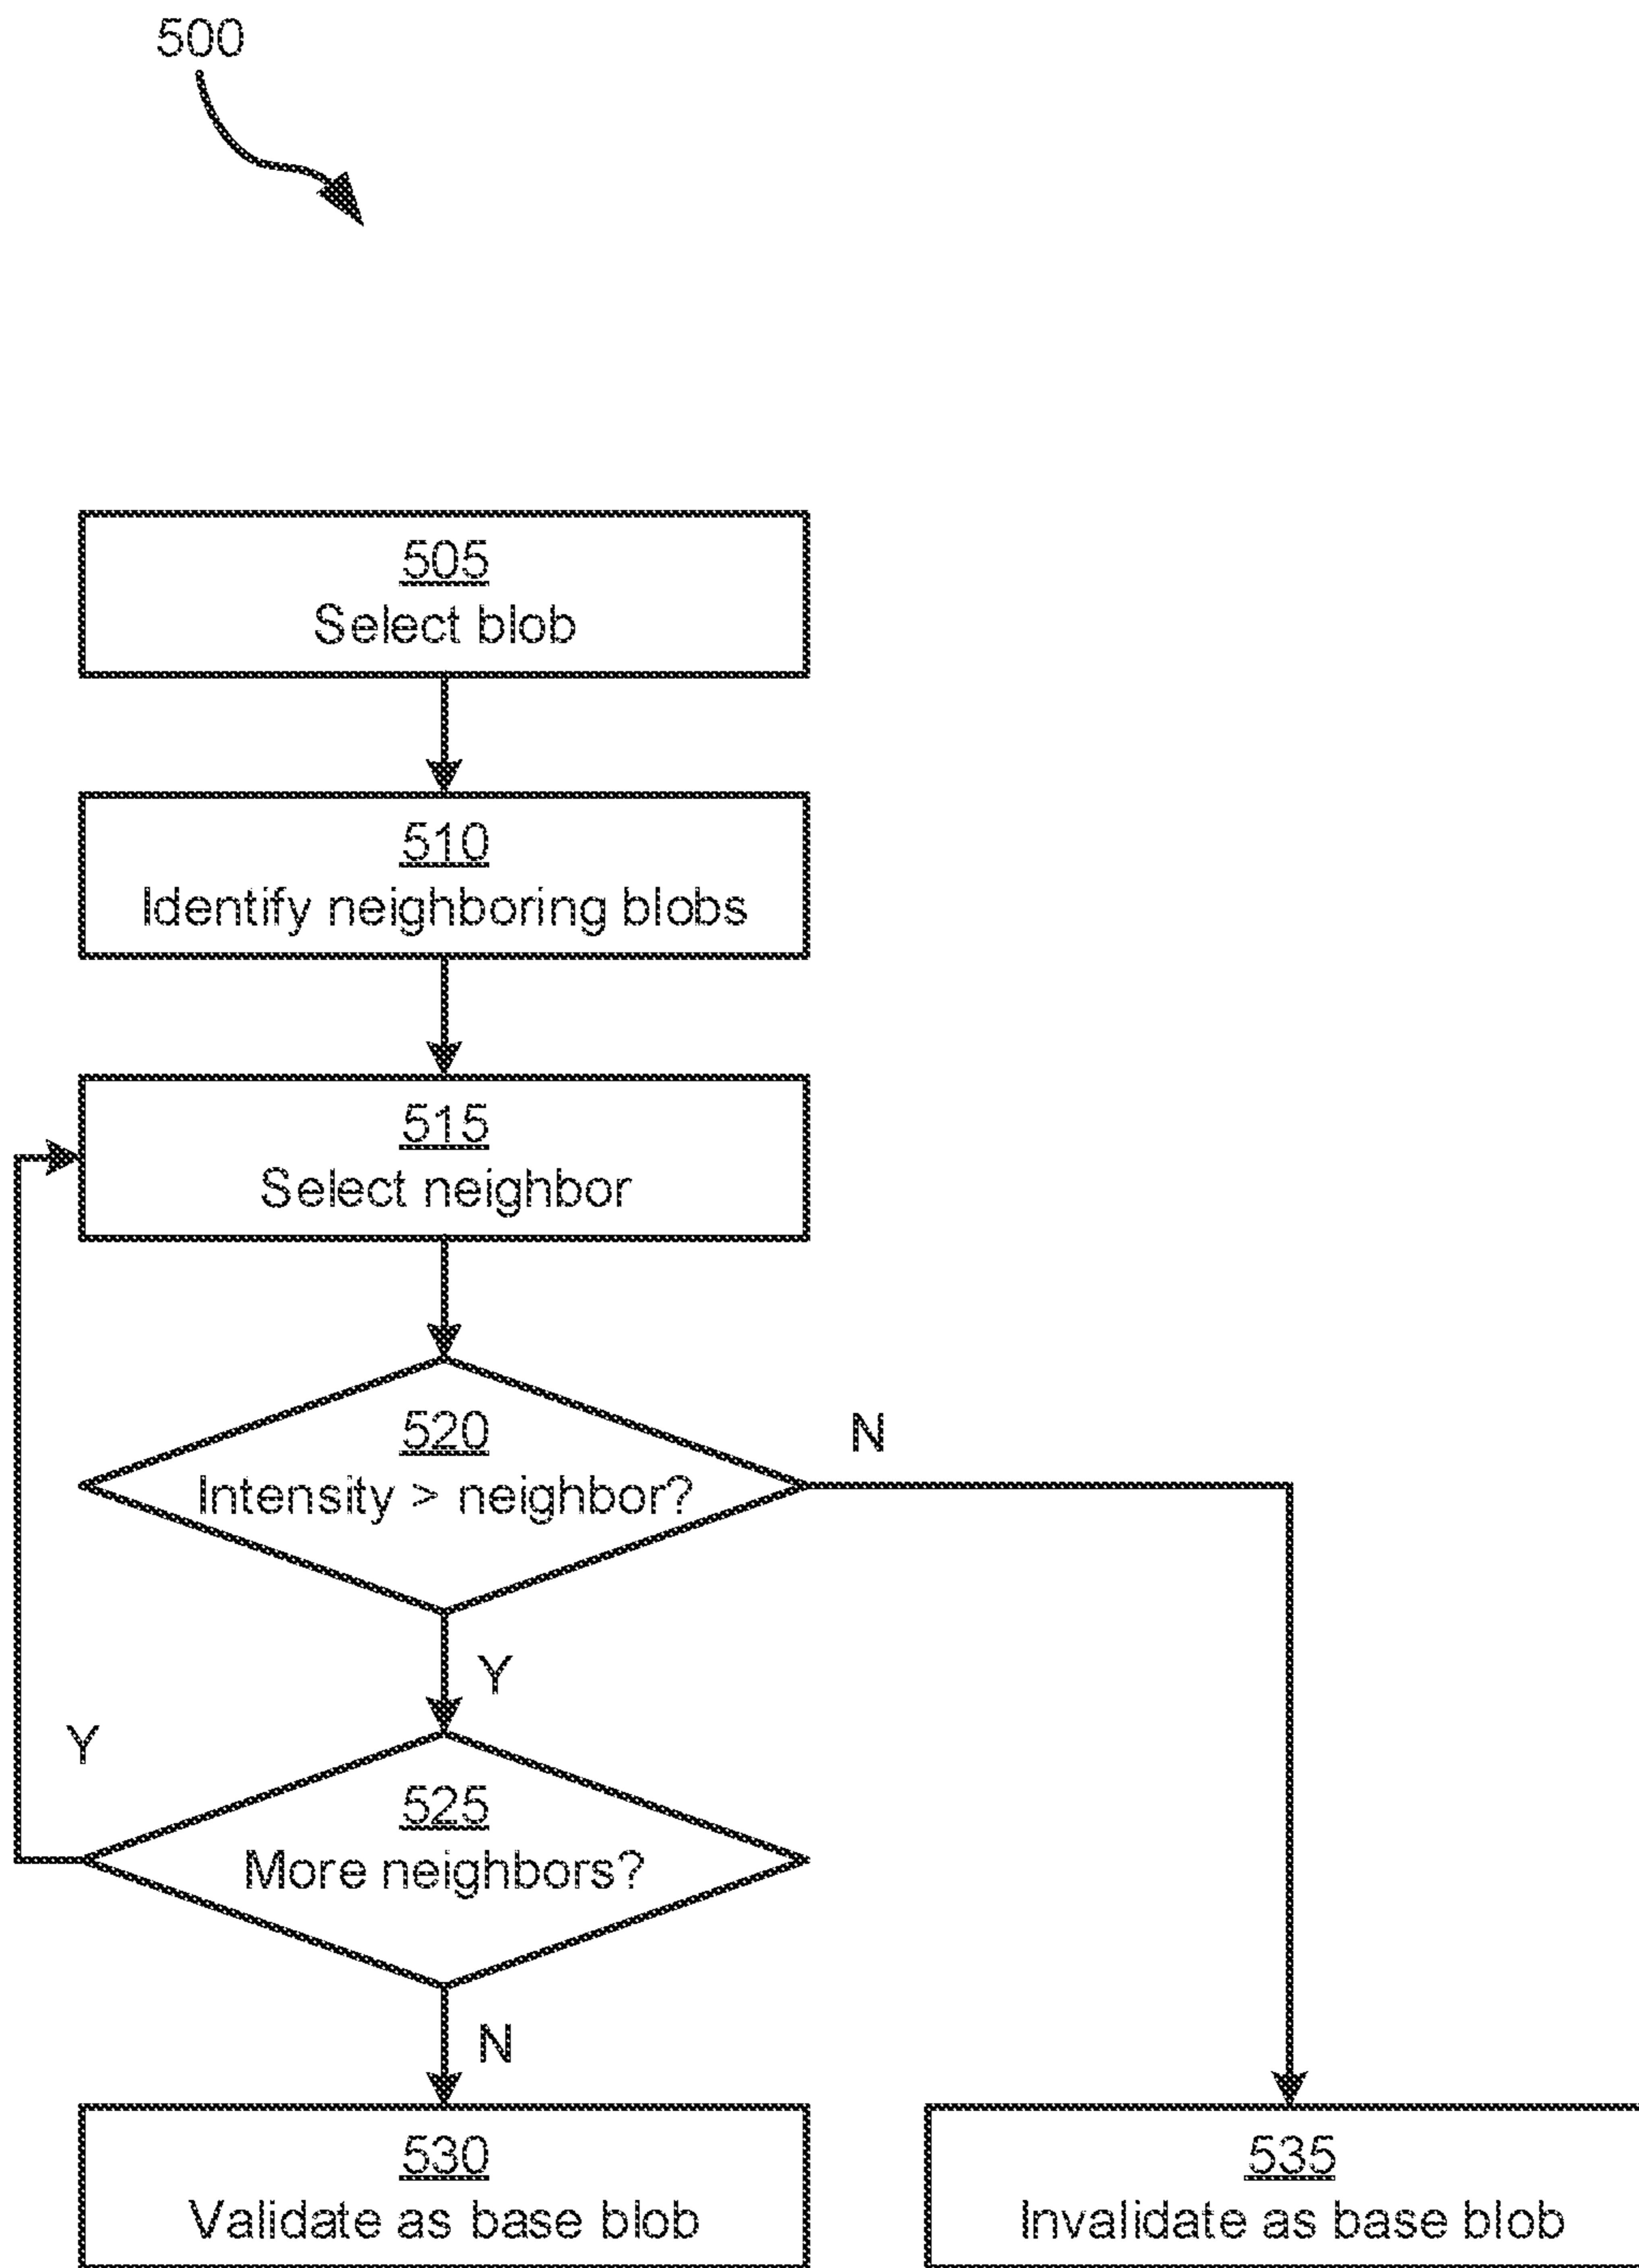 500
505
Select blob
510
Identify neighboring blobs
515
Select neighbor
520
Intensity > neighbor?
N
Y
Y
525
More neighbors?
N
530
Validate as base blob
535
Invalidate as base blob